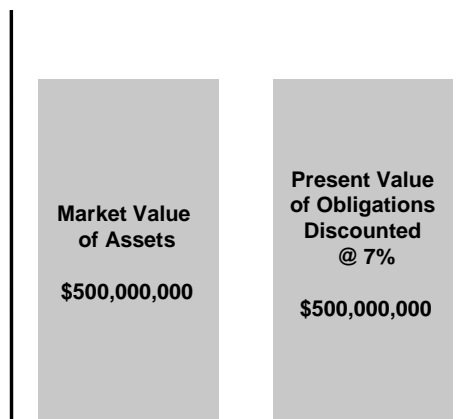 Market Value
of Assets
$500,000,000
Present Value
of Obligations
Discounted
@ 7%
$500,000,000